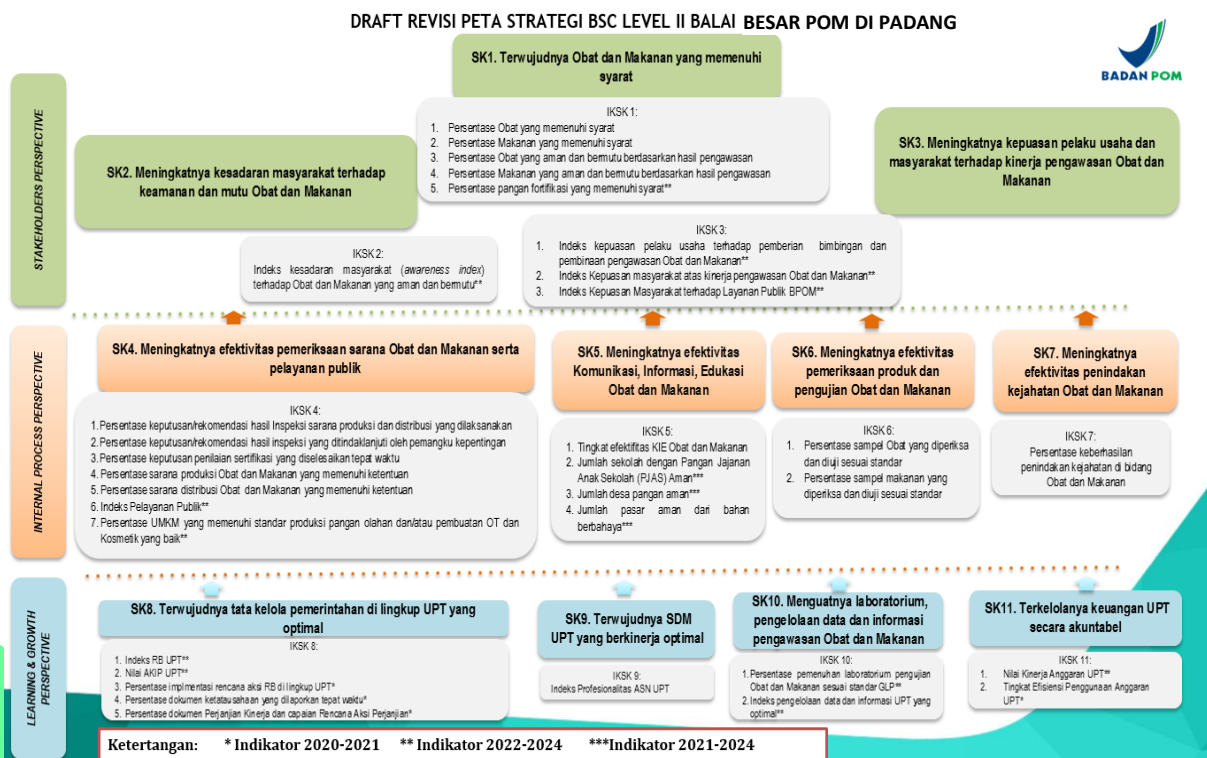 DRAFT REVISI PETA STRATEGI BSC LEVEL II BALAI BESAR POM DI PADANG
BADAN POM
STAKEHOLDERS PERSPECTIVE
SK1. Terwujudnya Obat dan Makanan yang memenuhi
syarat
IKSK 1:
1. Persentase Obat yang memenuhi syarat
2. Persentase Makanan yang memenuhi syarat
3. Persentase Obat yang aman dan bermutu berdasarkan hasil pengawasan
4. Persentase Makanan yang aman dan bermutu berdasarkan hasil pengawasan
5. Persentase pangan fortifikasi yang memenuhi syarat**
SK2. Meningkatnya kesadaran masyarakat terhadap
keamanan dan mutu Obat dan Makanan
IKSK 2:
Indeks kesadaran masyarakat (awareness index)
terhadap Obat dan Makanan yang aman dan bermutu**
SK3. Meningkatnya kepuasan pelaku usaha dan
masyarakat terhadap kinerja pengawasan Obat dan
Makanan
IKSK 3:
1. Indeks kepuasan pelaku usaha terhadap pemberian bimbingan dan
pembinaan pengawasan Obat dan Makanan**
2. Indeks Kepuasan masyarakat atas kinerja pengawasan Obat dan Makanan**
3. Indeks Kepuasan Masyarakat terhadap Layanan Publik BPOM**
INTERNAL PROCESS PERSPECTIVE
SK4. Meningkatnya efektivitas pemeriksaan sarana Obat dan Makanan serta
pelayanan publik
IKSK 4:
1. Persentase keputusan/rekomendasi hasil Inspeksi sarana produksi dan distribusi yang dilaksanakan
2. Persentase keputusan/rekomendasi hasil inspeksi yang ditindaklanjuti oleh pemangku kepentingan
3. Persentase keputusan penilaian sertifikasi yang diselesaikan tepat waktu
4. Persentase sarana produksi Obat dan Makanan yang memenuhi ketentuan
5. Persentase sarana distribusi Obat dan Makanan yang memenuhi ketentuan
6. Indeks Pelayanan Publik**
7. Persentase UMKM yang memenuhi standar produksi pangan olahan dan/atau pembuatan OT dan
Kosmetik yang baik**
SK5. Meningkatnya efektivitas
Komunikasi, Informasi, Edukasi
Obat dan Makanan
IKSK 5:
1. Tingkat efektifitas KIE Obat dan Makanan
2. Jumlah sekolah dengan Pangan Jajanan
Anak Sekolah (PJAS) Aman***
3. Jumlah desa pangan aman***
4. Jumlah pasar aman dari bahan
berbahaya***
SK6. Meningkatnya efektivitas
pemeriksaan produk dan
pengujian Obat dan Makanan
IKSK 6:
1. Persentase sampel Obat yang diperiksa
dan diuji sesuai standar
2. Persentase sampel makanan yang
diperiksa dan diuji sesuai standar
SK7. Meningkatnya
efektivitas penindakan
kejahatan Obat dan Makanan
IKSK 7:
Persentase keberhasilan
penindakan kejahatan di bidang
Obat dan Makanan
LEARNING & GROWTH
PERSPECTIVE
SK8. Terwujudnya tata kelola pemerintahan di lingkup UPT yang
optimal
IKSK 8:
1. Indeks RB UPT**
2. Nilai AKIP UPT**
3. Persentase implmentasi rencana aksi RB di lingkup UPT*
4. Persentase dokumen ketatausahaan yang dilaporkan tepat waktu*
5. Persentase dokumen Perjanjian Kinerja dan capaian Rencana Aksi Perjanjian*
SK9. Terwujudnya SDM
UPT yang berkinerja optimal
IKSK 9:
Indeks Profesionalitas ASN UPT
SK10. Menguatnya laboratorium,
pengelolaan data dan informasi
pengawasan Obat dan Makanan
IKSK 10:
1. Persentase pemenuhan laboratorium pengujian
Obat dan Makanan sesuai standar GLP**
2. Indeks pengelolaan data dan informasi UPT yang
optimal**
SK11. Terkelolanya keuangan UPT
secara akuntabel
IKSK 11:
1. Nilai Kinerja Anggaran UPT**
2. Tingkat Efisiensi Penggunaan Anggaran
UPT*
Ketertangan: * Indikator 2020-2021 ** Indikator 2022-2024 ***Indikator 2021-2024